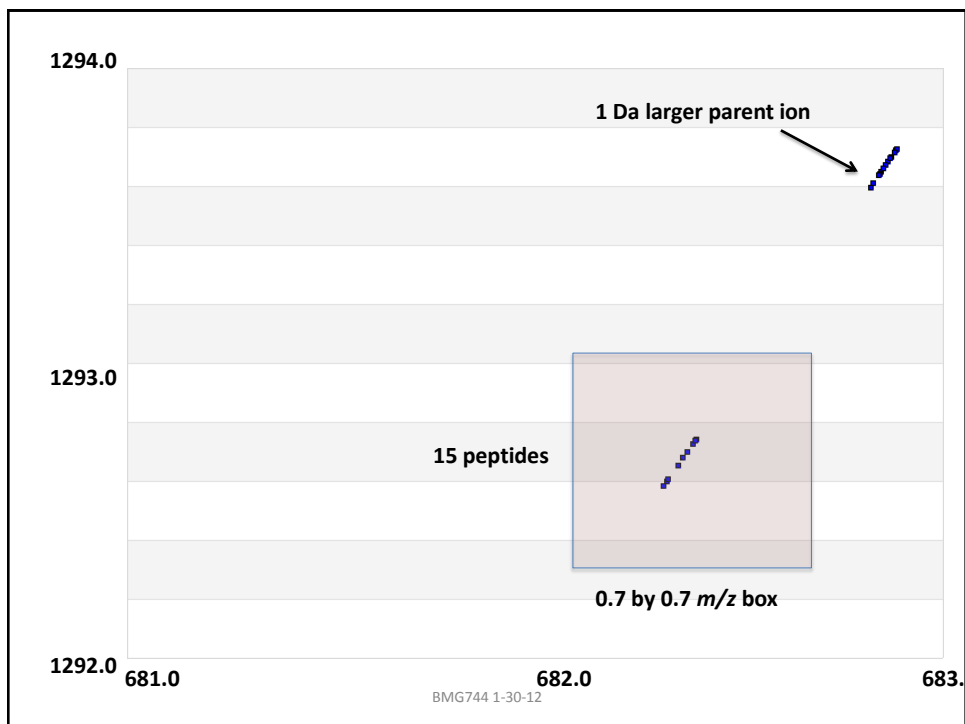 1294.0
1 Da larger parent ion
1293.0
15 peptides
0.7 by 0.7 m/z box
1292.0
681.0
682.0
683.
BMG744 1-30-12